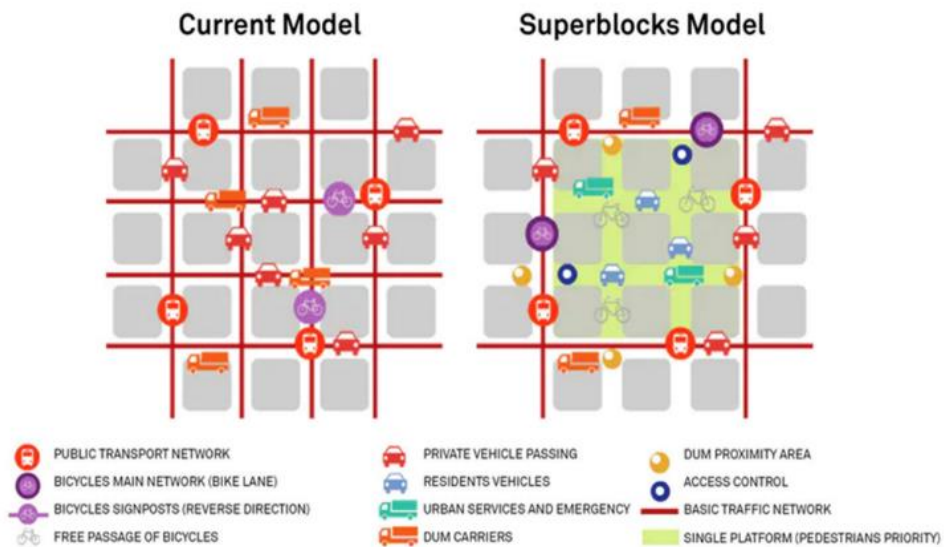 Current Model
Superblocks Model
PUBLIC TRANSPORT NETWORK
BICYCLES MAIN NETWORK (BIKE LANE)
BICYCLES SIGNPOSTS (REVERSE DIRECTION)
FREE PASSAGE OF BICYCLES
PRIVATE VEHICLE PASSING
RESIDENTS VEHICLES
URBAN SERVICES AND EMERGENCY
DUM CARRIERS
DUM PROXIMITY AREA
ACCESS CONTROL
BASIC TRAFFIC NETWORK
SINGLE PLATFORM (PEDESTRIANS PRIORITY)